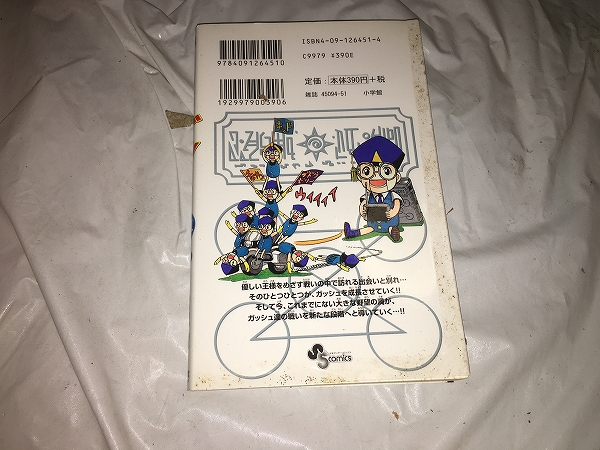 ISBN4-09-126451-4
C9979 ¥390E
9784091264510
定価：本体390円＋税
雑誌 45094-51 小学館
1929979003906
ウィィィィ
優しい王様をめざす戦いの中で訪れる出会いと別れ…
そのひとつひとつが、ガッシュを成長させていく!!
そして今、これまでにない大きな野望の渦が、
ガッシュ達の戦いを新たな段階へと導いていく…!!
S comics